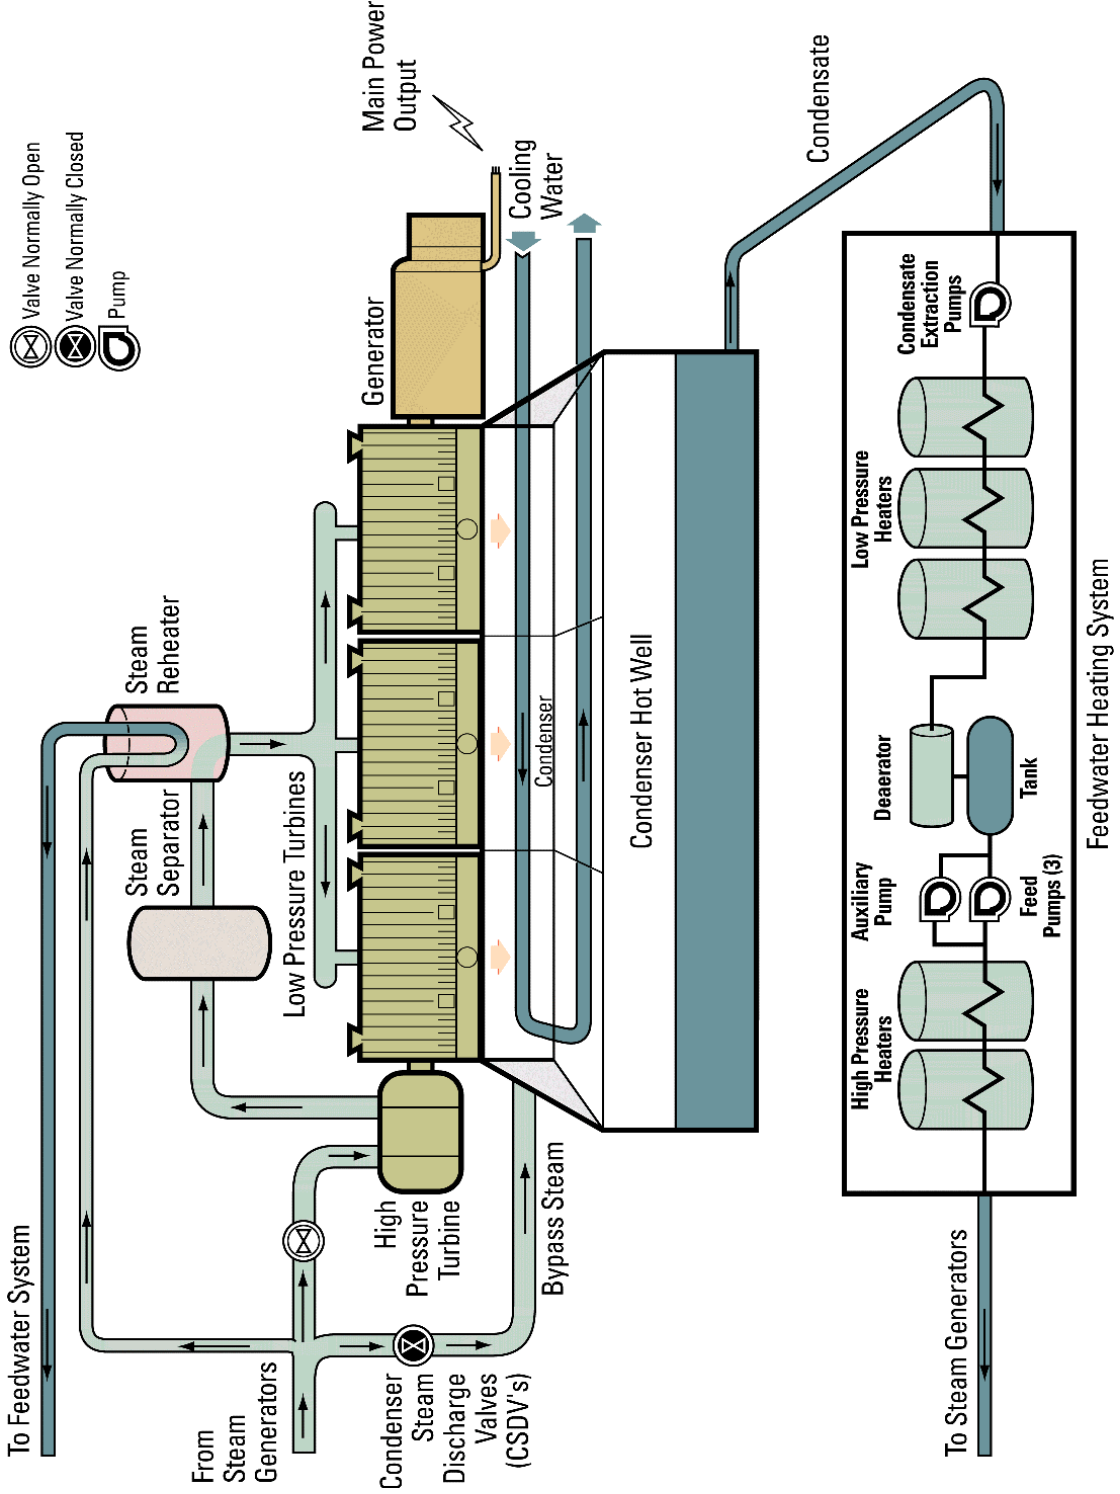 Valve Normally Open
Valve Normally Closed
Pump
To Feedwater System
Steam
Reheater
Steam
Separator
Main Power
Output
Generator
Cooling
Water
Low Pressure Turbines
From
Steam
Generators
High
Pressure
Turbine
Condenser
Steam
Discharge
Valves
(CSDV's)
Bypass Steam
Condenser
Condenser Hot Well
Condensate
To Steam Generators
High Pressure
Heaters
Auxiliary
Pump
Feed
Pumps (3)
Deaerator
Tank
Low Pressure
Heaters
Condensate
Extraction
Pumps
Feedwater Heating System